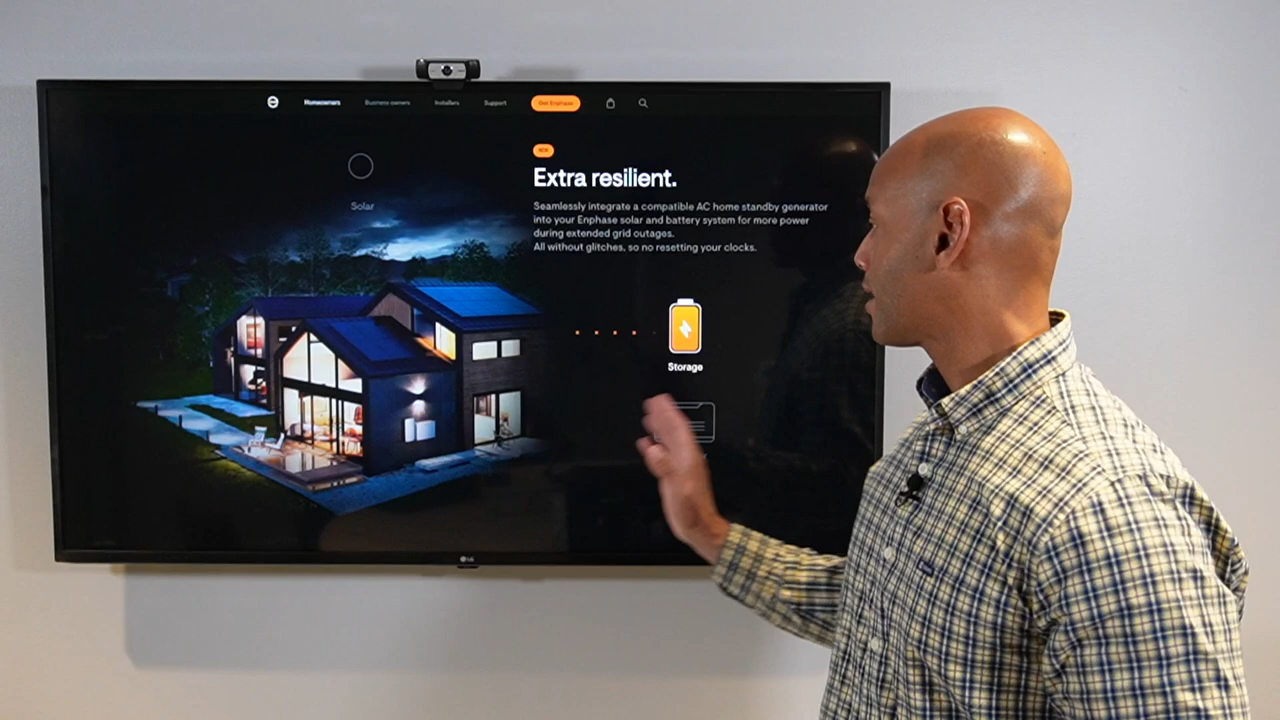 Homeowners Business owners Installers Support Get Enphase
NEW
Extra resilient.
Solar
Seamlessly integrate a compatible AC home standby generator
into your Enphase solar and battery system for more power
during extended grid outages.
All without glitches, so no resetting your clocks.
Storage
LG